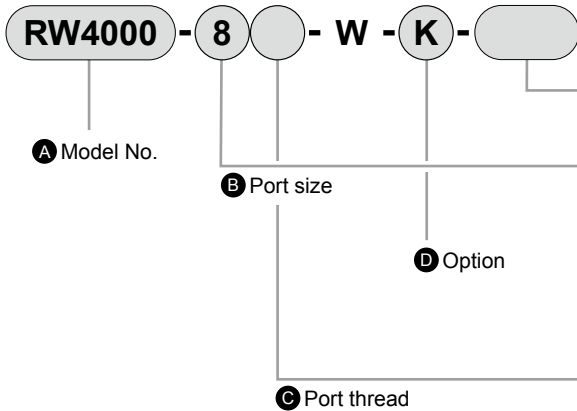 RW4000 - 8 - W - K -
A Model No.
B Port size
D Option
C Port thread